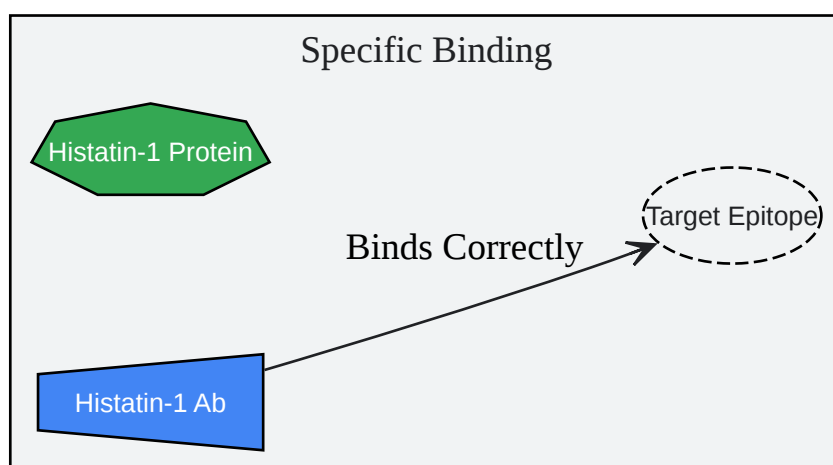 Specific Binding
Histatin-1 Protein
Target Epitope
Binds Correctly
Histatin-1 Ab